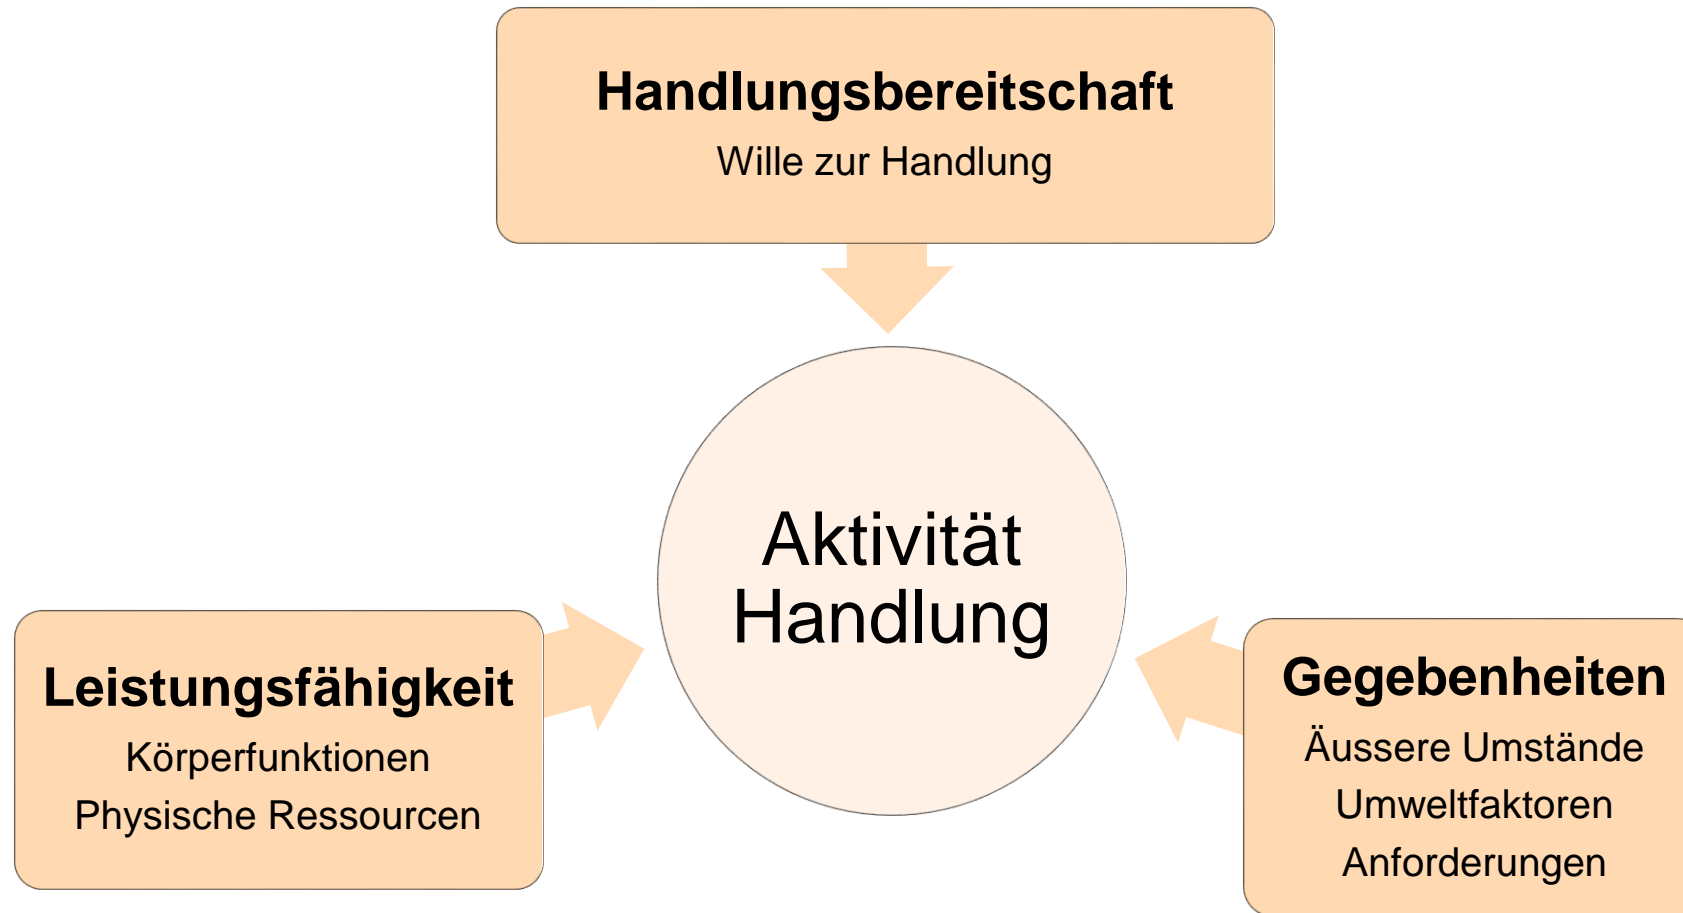 Handlungsbereitschaft
Wille zur Handlung
Aktivität
Handlung
Leistungsfähigkeit
Körperfunktionen
Physische Ressourcen
Gegebenheiten
Äussere Umstände
Umweltfaktoren
Anforderungen